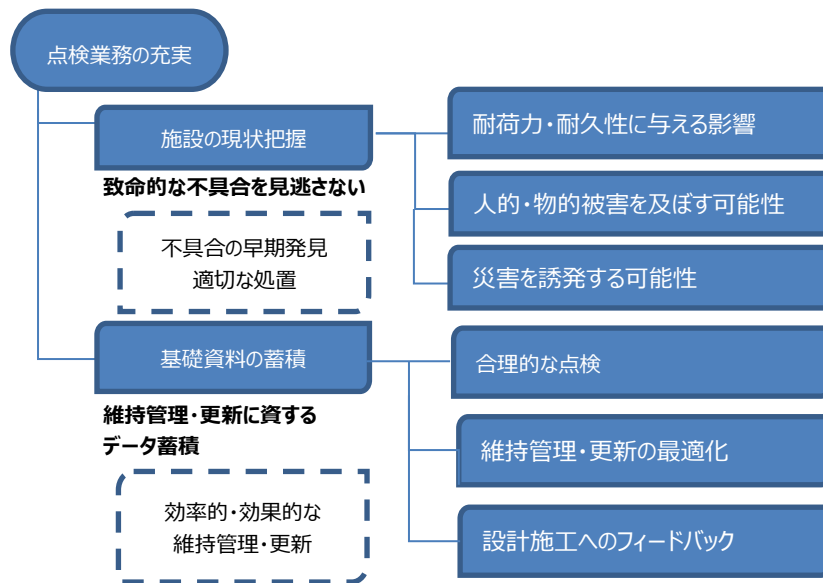 点検業務の充実
施設の現状把握
致命的な不具合を見逃さない
不具合の早期発見
適切な処置
耐荷力・耐久性に与える影響
人的・物的被害を及ぼす可能性
災害を誘発する可能性
基礎資料の蓄積
維持管理・更新に資する
データ蓄積
効率的・効果的な
維持管理・更新
合理的な点検
維持管理・更新の最適化
設計施工へのフィードバック